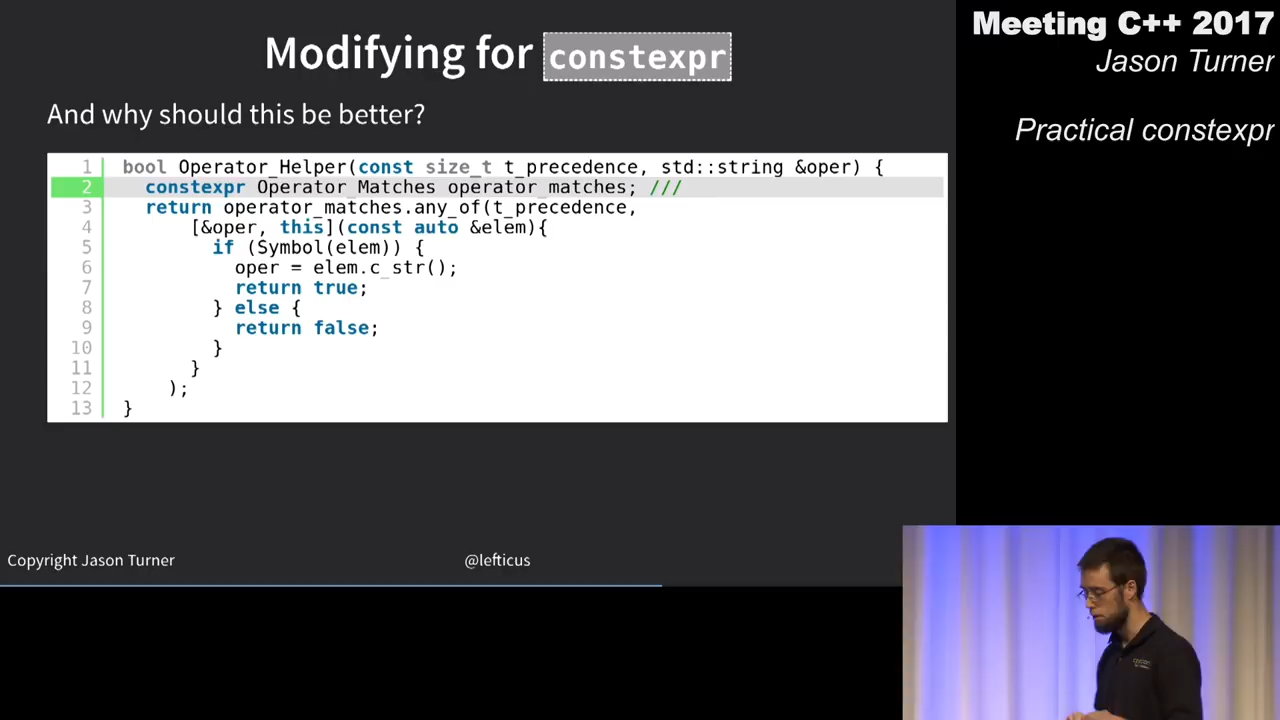 Modifying for constexpr
And why should this be better?
1 bool Operator_Helper(const size_t t_precedence, std::string &oper) {
2 constexpr Operator_Matches operator_matches; ///
3 return operator_matches.any_of(t_precedence,
4 [&oper, this](const auto &elem){
5 if (Symbol(elem)) {
6 oper = elem.c_str();
7 return true;
8 } else {
9 return false;
10 }
11 }
12 );
13 }
Copyright Jason Turner
@lefticus
Meeting C++ 2017
Jason Turner
Practical constexpr